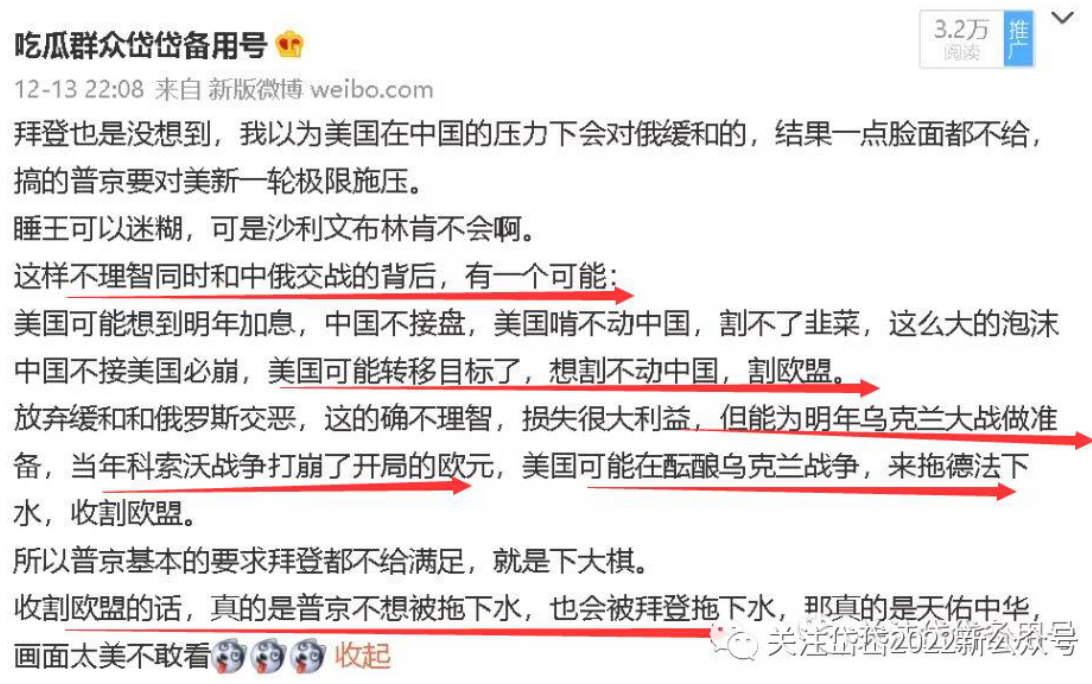 吃瓜群众岱岱备用号
3.2万
阅读
推广
12-13 22:08 来自 新版微博 weibo.com
拜登也是没想到，我以为美国在中国的压力下会对俄缓和的，结果一点脸面都不给，
搞的普京要对美新一轮极限施压。
睡王可以迷糊，可是沙利文布林肯不会啊。
这样不理智同时和中俄交战的背后，有一个可能：
美国可能想到明年加息，中国不接盘，美国啃不动中国，割不了韭菜，这么大的泡沫
中国不接美国必崩，美国可能转移目标了，想割不动中国，割欧盟。
放弃缓和和俄罗斯交恶，这的确不理智，损失很大利益，但能为明年乌克兰大战做准
备，当年科索沃战争打崩了开局的欧元，美国可能在酝酿乌克兰战争，来拖德法下
水，收割欧盟。
所以普京基本的要求拜登都不给满足，就是下大棋。
收割欧盟的话，真的是普京不想被拖下水，也会被拜登拖下水，那真的是天佑中华，
画面太美不敢看 收起
关注岱岱2022新公众号